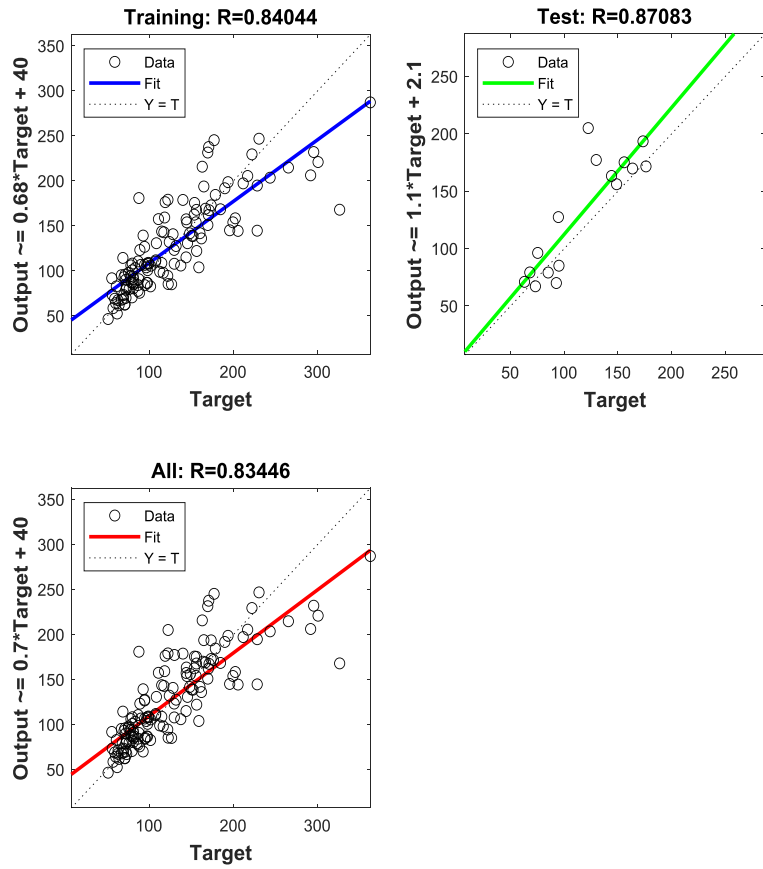 Training: R=0.84044
Output ~= 0.68*Target + 40
350
300
250
200
150
100
50
Data
Fit
Y = T
100 200 300
Target
Test: R=0.87083
Output ~= 1.1*Target + 2.1
250
200
150
100
50
Data
Fit
Y = T
50 100 150 200 250
Target
All: R=0.83446
Output ~= 0.7*Target + 40
350
300
250
200
150
100
50
Data
Fit
Y = T
100 200 300
Target